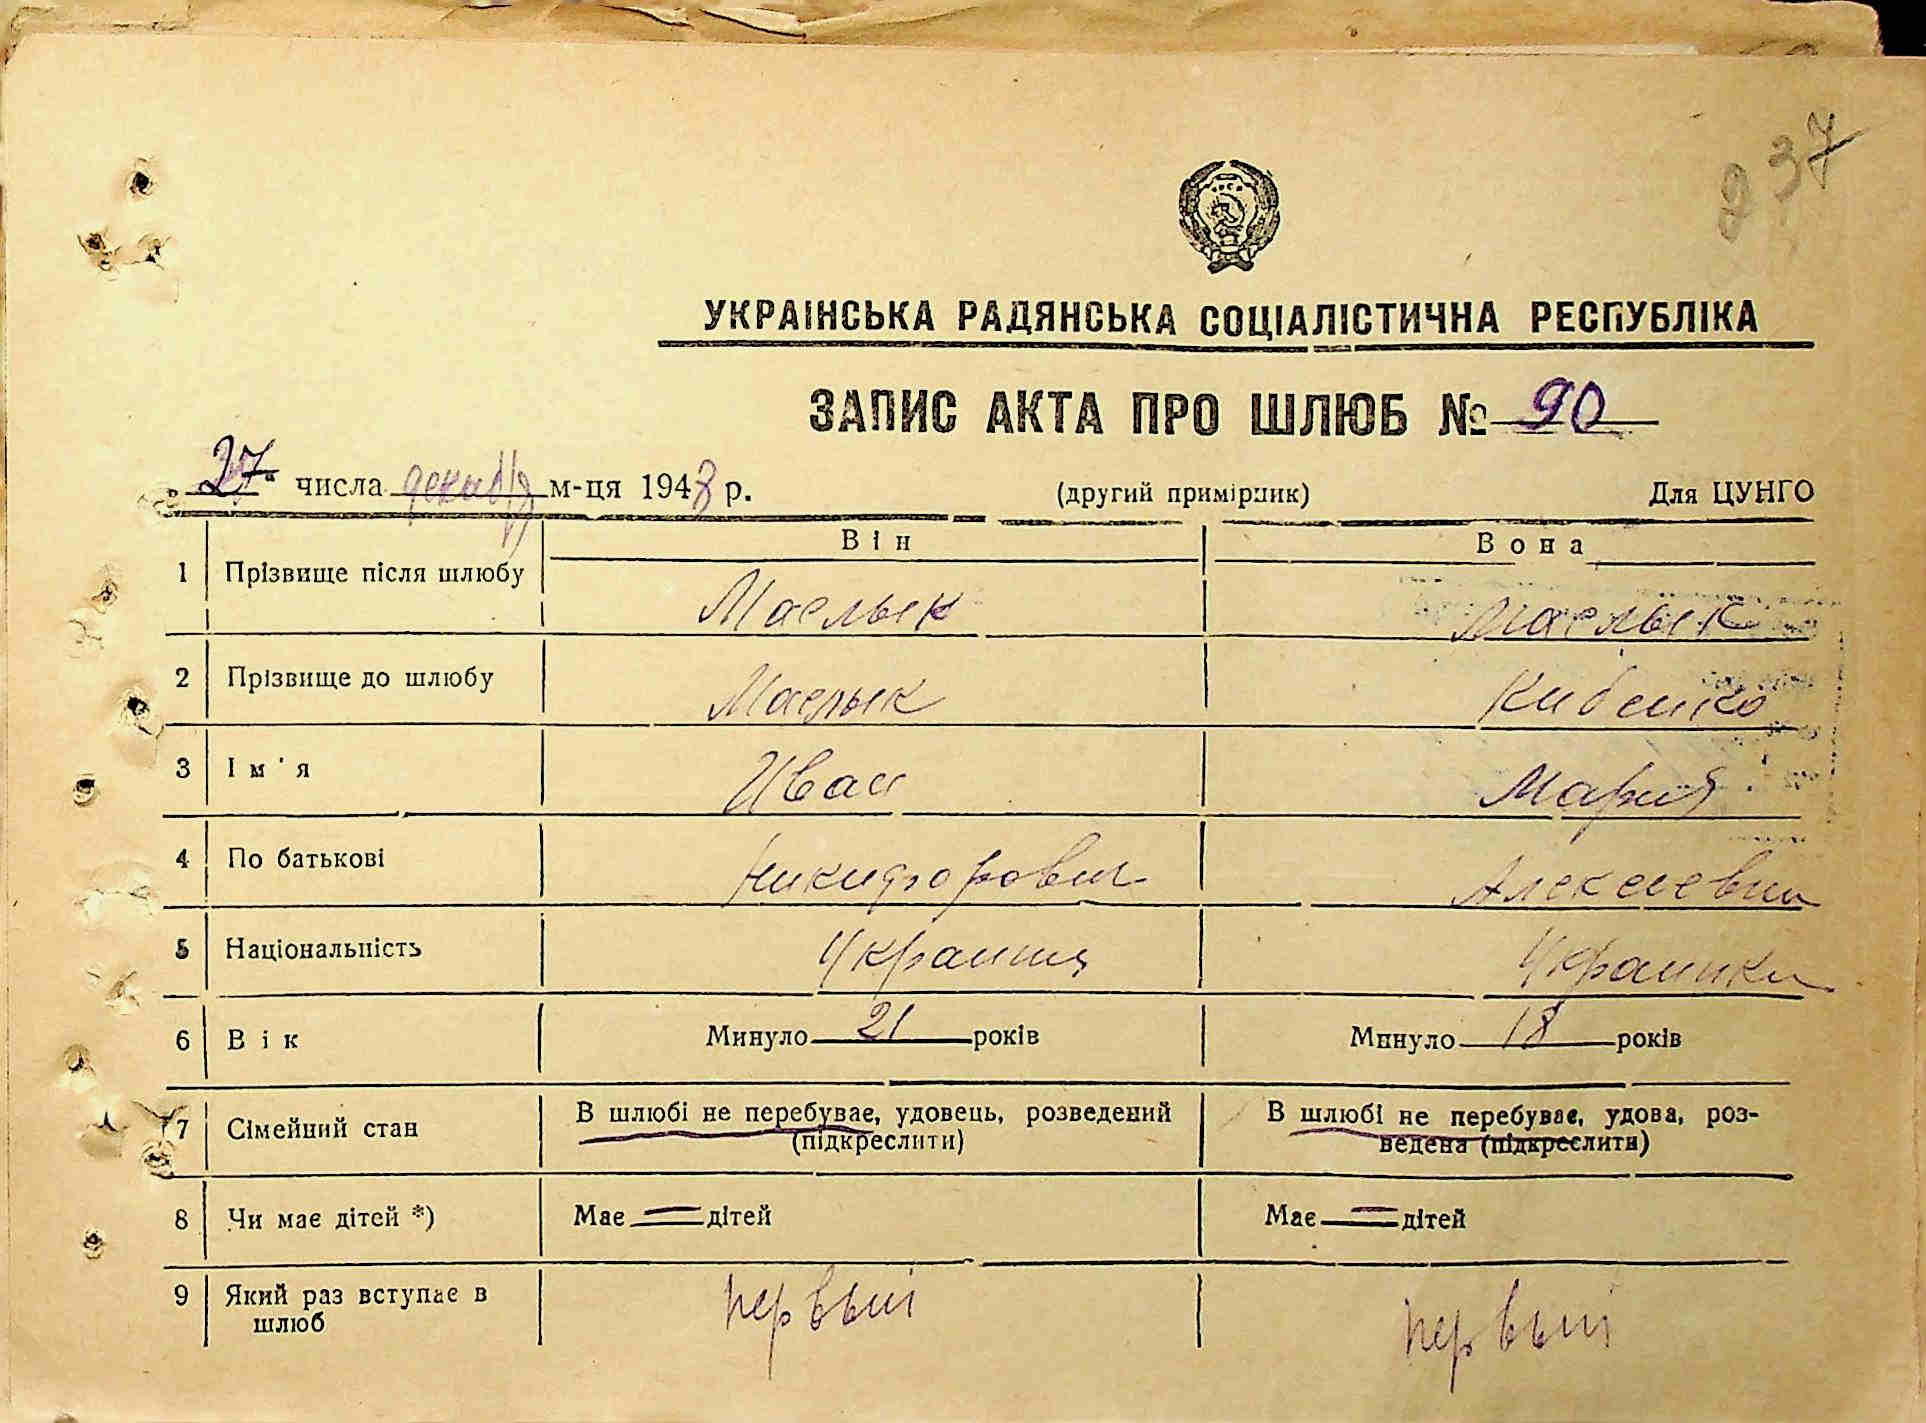 237
УКРАЇНСЬКА РАДЯНСЬКА СОЦІАЛІСТИЧНА РЕСПУБЛІКА
ЗАПИС АКТА ПРО ШЛЮБ № 90
„27“ числа декабря м-ця 1948 р. (другий примірник) Для ЦУНГО
Він Вона
1 Прізвище після шлюбу Маслык Маслык
2 Прізвище до шлюбу Маслык Кибенко
3 Ім'я Иван Мария
4 По батькові Никифорович Алексеевна
5 Національність Украинец Украинка
6 Вік Минуло 21 років Минуло 18 років
7 Сімейний стан В шлюбі не перебуває, удовець, розведений В шлюбі не перебуває, удова, роз-
(підкреслити) ведена (підкреслити)
8 Чи має дітей *) Має — дітей Має — дітей
9 Який раз вступає в первый первый
шлюб